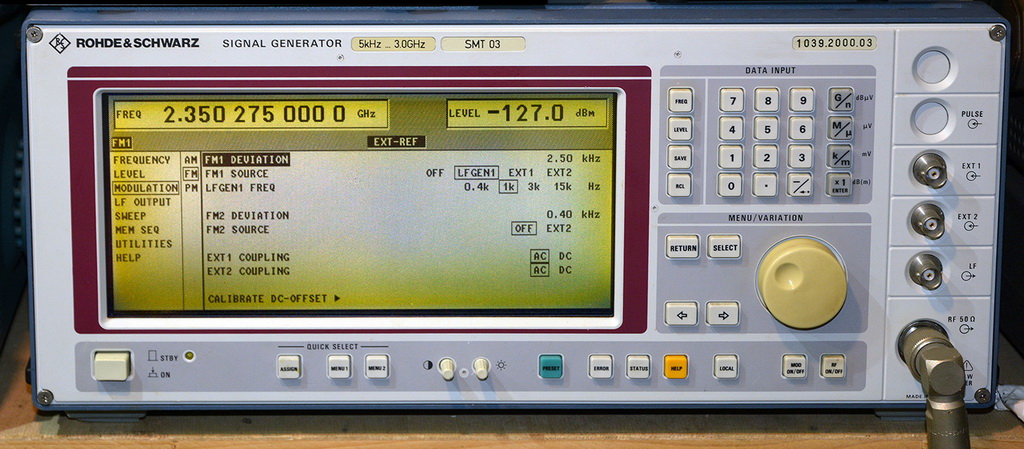 ROHDE & SCHWARZ SIGNAL GENERATOR 5kHz ... 3.0GHz SMT 03 1039.2000.03
FREQ 2.350 275 000 0 GHz LEVEL -127.0 dBm
FM1 EXT-REF
FREQUENCY AM FM1 DEVIATION 2.50 kHz
LEVEL FM FM1 SOURCE OFF LFGEN1 EXT1 EXT2
MODULATION PM LFGEN1 FREQ 0.4k 1k 3k 15k Hz
LF OUTPUT
SWEEP FM2 DEVIATION 0.40 kHz
MEM SEQ FM2 SOURCE OFF EXT2
UTILITIES
HELP EXT1 COUPLING AC DC
EXT2 COUPLING AC DC
CALIBRATE DC-OFFSET ▶
DATA INPUT
FREQ 7 8 9 G/n dBµV
LEVEL 4 5 6 M/µ µV
SAVE 1 2 3 k/m mV
RCL 0 . -/← x1 ENTER dB(m)
MENU/VARIATION
RETURN SELECT
⇦ ⇨
PULSE
EXT 1
EXT 2
LF
RF 50 Ω
STBY
ON
QUICK SELECT
ASSIGN MENU 1 MENU 2
PRESET ERROR STATUS HELP LOCAL MOD ON/OFF RF ON/OFF
MADE